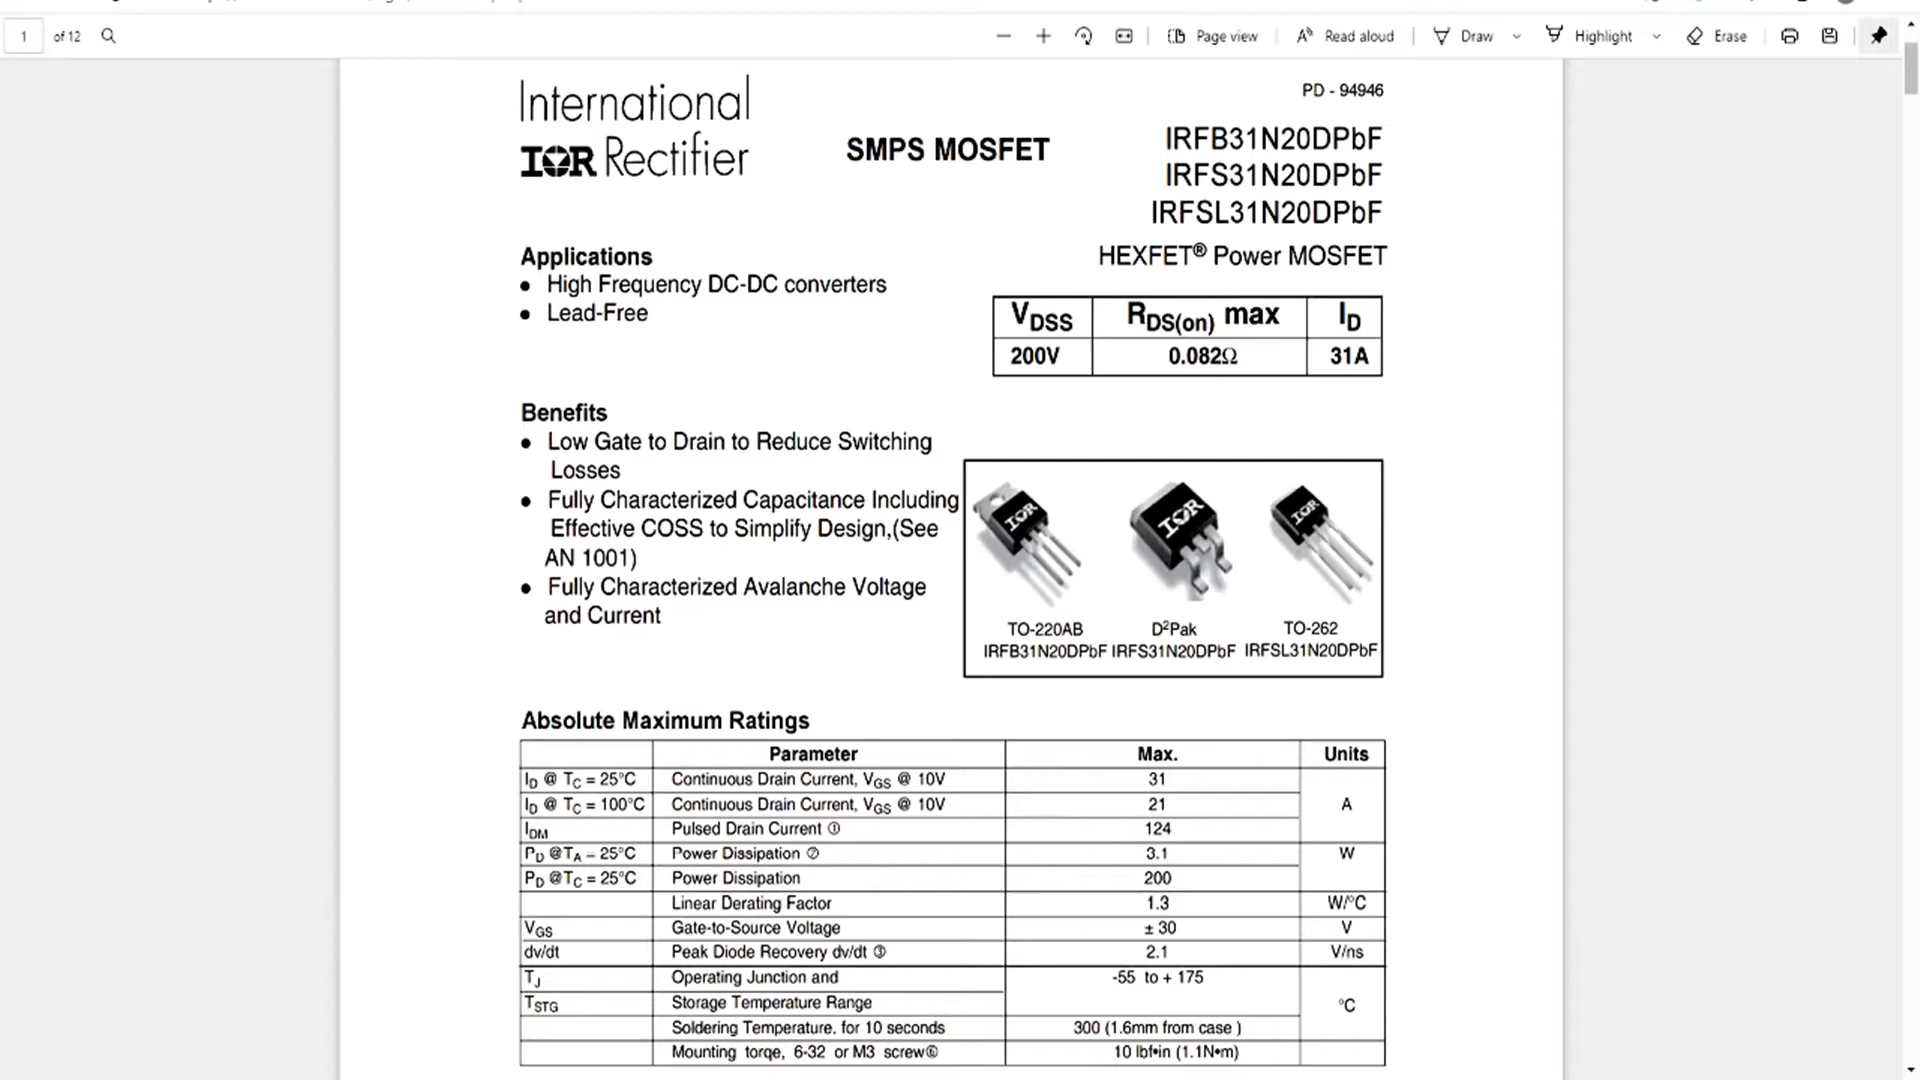 1 of 12 Page view Read aloud Draw Highlight Erase
International
IOR Rectifier
SMPS MOSFET
PD - 94946
IRFB31N20DPbF
IRFS31N20DPbF
IRFSL31N20DPbF
HEXFET® Power MOSFET
Applications
● High Frequency DC-DC converters
● Lead-Free
VDSS RDS(on) max ID
200V 0.082Ω 31A
Benefits
● Low Gate to Drain to Reduce Switching
Losses
● Fully Characterized Capacitance Including
Effective COSS to Simplify Design,(See
AN 1001)
● Fully Characterized Avalanche Voltage
and Current
IOR IOR IOR
TO-220AB D²Pak TO-262
IRFB31N20DPbF IRFS31N20DPbF IRFSL31N20DPbF
Absolute Maximum Ratings
Parameter Max. Units
ID @ TC = 25°C Continuous Drain Current, VGS @ 10V 31
ID @ TC = 100°C Continuous Drain Current, VGS @ 10V 21 A
IDM Pulsed Drain Current ① 124
PD @TA = 25°C Power Dissipation ⑦ 3.1 W
PD @TC = 25°C Power Dissipation 200
Linear Derating Factor 1.3 W/°C
VGS Gate-to-Source Voltage ± 30 V
dv/dt Peak Diode Recovery dv/dt ③ 2.1 V/ns
TJ Operating Junction and -55 to + 175
TSTG Storage Temperature Range °C
Soldering Temperature, for 10 seconds 300 (1.6mm from case )
Mounting torqe, 6-32 or M3 screw⑥ 10 lbf•in (1.1N•m)